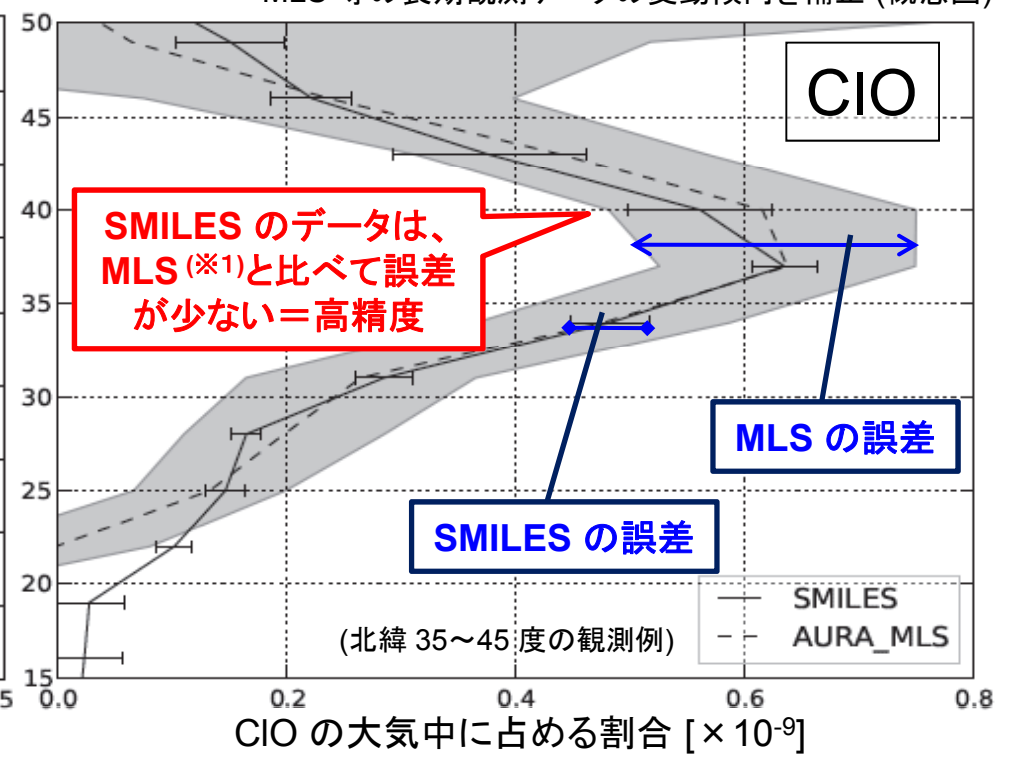 50
45
40
35
30
25
20
15
5
ClO
SMILES のデータは、
MLS (※1)と比べて誤差
が少ない＝高精度
MLS の誤差
SMILES の誤差
(北緯 35～45 度の観測例)
SMILES
AURA_MLS
0.0 0.2 0.4 0.6 0.8
ClO の大気中に占める割合 [×10-9]